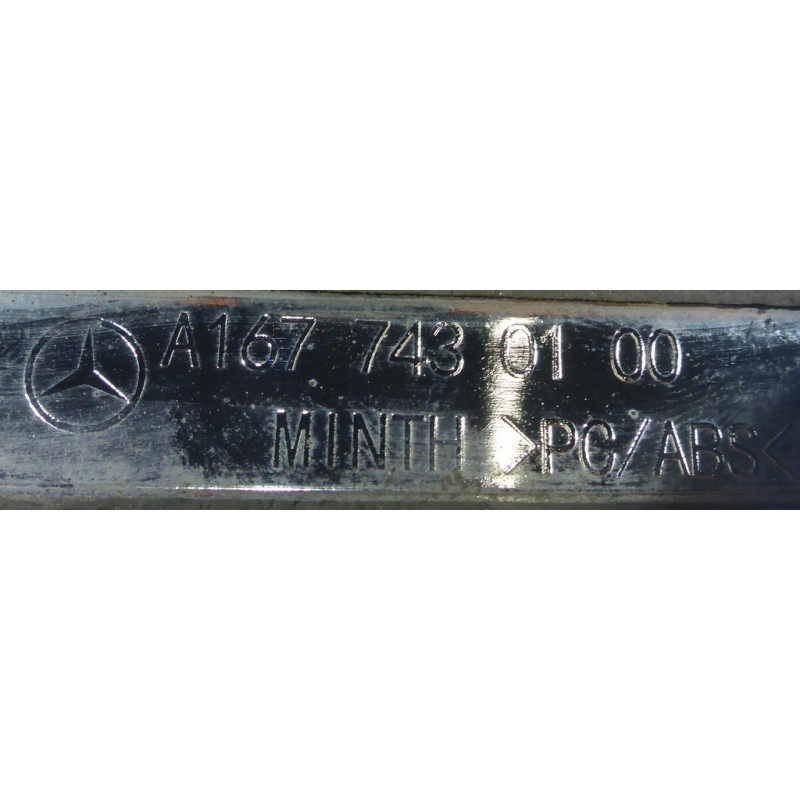 A167 743 01 00
MINTH >PC/ABS<